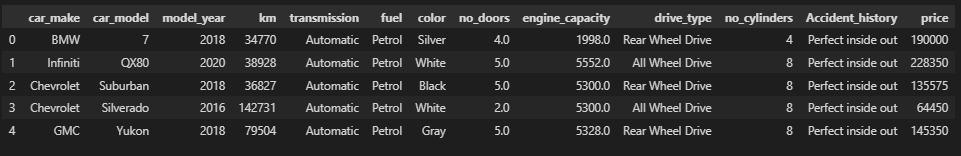 car_make car_model model_year km transmission fuel color no_doors engine_capacity drive_type no_cylinders Accident_history price
0 BMW 7 2018 34770 Automatic Petrol Silver 4.0 1998.0 Rear Wheel Drive 4 Perfect inside out 190000
1 Infiniti QX80 2020 38928 Automatic Petrol White 5.0 5552.0 All Wheel Drive 8 Perfect inside out 228350
2 Chevrolet Suburban 2018 36827 Automatic Petrol Black 5.0 5300.0 Rear Wheel Drive 8 Perfect inside out 135575
3 Chevrolet Silverado 2016 142731 Automatic Petrol White 2.0 5300.0 All Wheel Drive 8 Perfect inside out 64450
4 GMC Yukon 2018 79504 Automatic Petrol Gray 5.0 5328.0 Rear Wheel Drive 8 Perfect inside out 145350